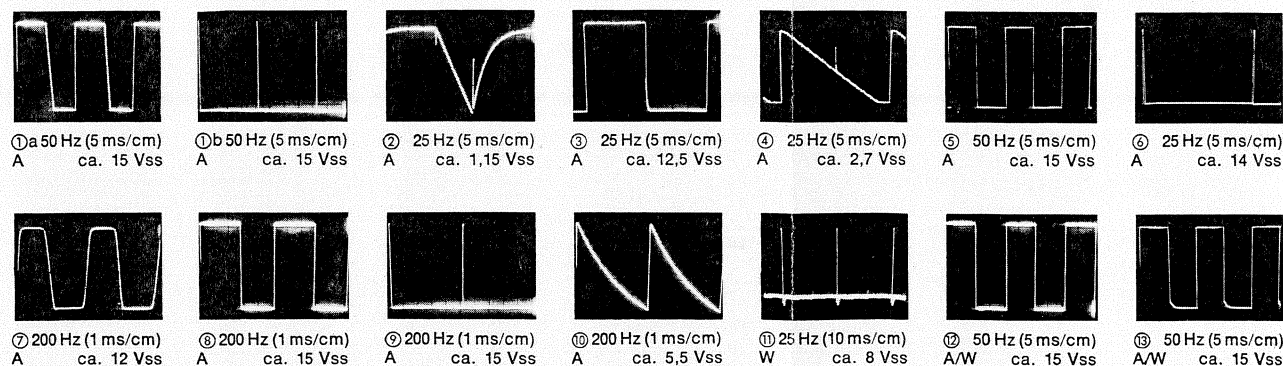 ①a 50 Hz (5 ms/cm)
A ca. 15 Vss
①b 50 Hz (5 ms/cm)
A ca. 15 Vss
② 25 Hz (5 ms/cm)
A ca. 1,15 Vss
③ 25 Hz (5 ms/cm)
A ca. 12,5 Vss
④ 25 Hz (5 ms/cm)
A ca. 2,7 Vss
⑤ 50 Hz (5 ms/cm)
A ca. 15 Vss
⑥ 25 Hz (5 ms/cm)
A ca. 14 Vss
⑦ 200 Hz (1 ms/cm)
A ca. 12 Vss
⑧ 200 Hz (1 ms/cm)
A ca. 15 Vss
⑨ 200 Hz (1 ms/cm)
A ca. 15 Vss
⑩ 200 Hz (1 ms/cm)
A ca. 5,5 Vss
⑪ 25 Hz (10 ms/cm)
W ca. 8 Vss
⑫ 50 Hz (5 ms/cm)
A/W ca. 15 Vss
⑬ 50 Hz (5 ms/cm)
A/W ca. 15 Vss